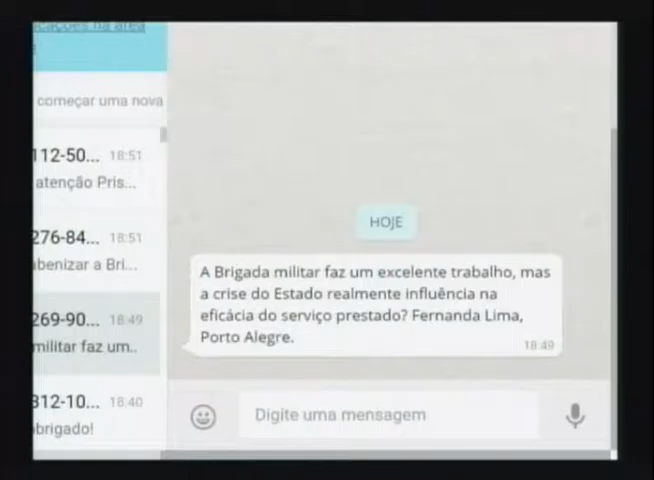 começar uma nova
112-50... 18:51
atenção Pris...
276-84... 18:51
abenizar a Bri...
269-90... 18:49
militar faz um..
312-10... 18:40
brigado!
HOJE
A Brigada militar faz um excelente trabalho, mas
a crise do Estado realmente influência na
eficácia do serviço prestado? Fernanda Lima,
Porto Alegre.
18:49
Digite uma mensagem